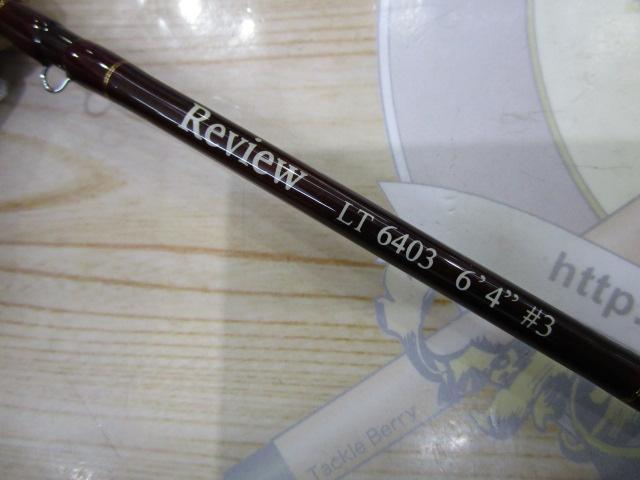 Review LT 6403 6'4" #3
http:
Tackle Berry